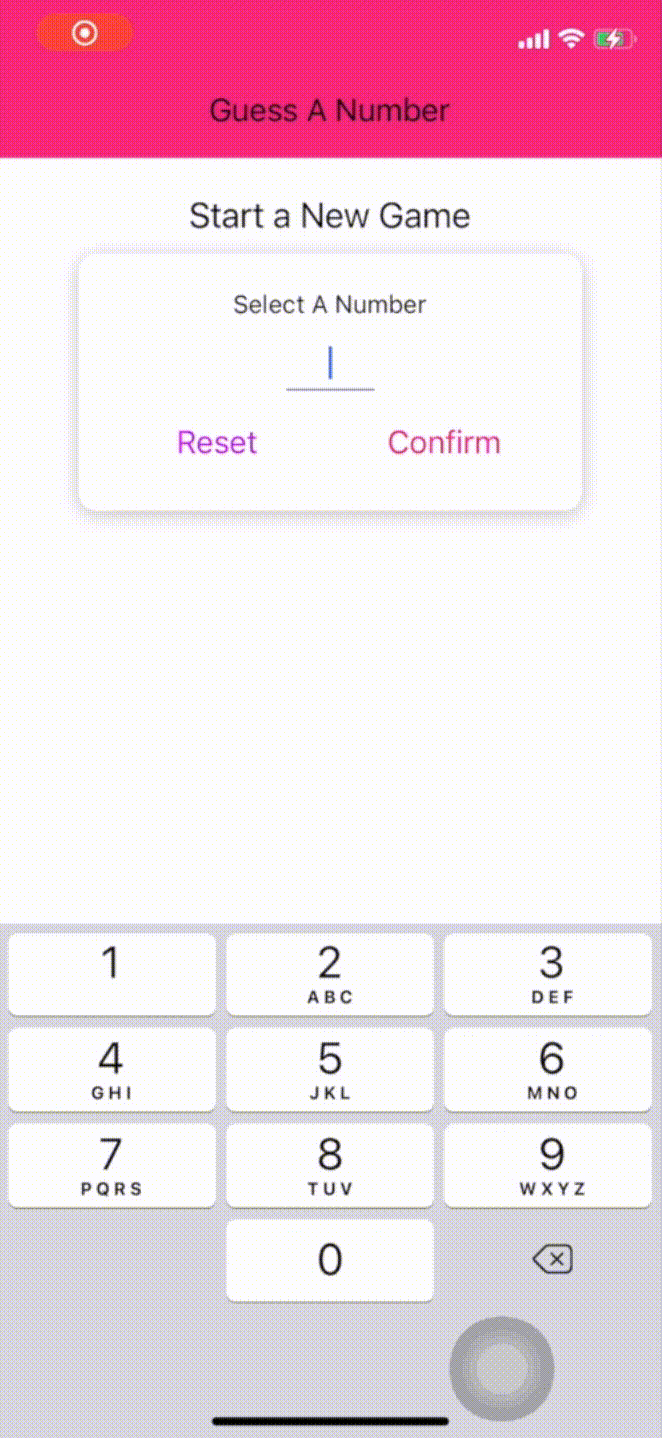 Guess A Number
Start a New Game
Select A Number
Reset Confirm
1 2 3
ABC DEF
4 5 6
GHI JKL MNO
7 8 9
PQRS TUV WXYZ
0